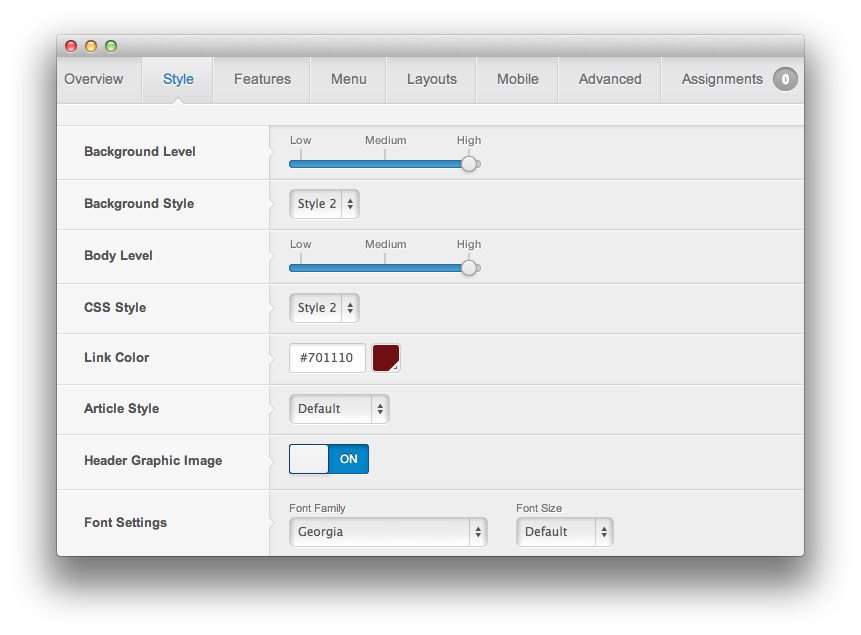 Overview Style Features Menu Layouts Mobile Advanced Assignments 0
Background Level
Low Medium High
Background Style
Style 2
Body Level
Low Medium High
CSS Style
Style 2
Link Color
#701110
Article Style
Default
Header Graphic Image
ON
Font Settings
Font Family Font Size
Georgia Default